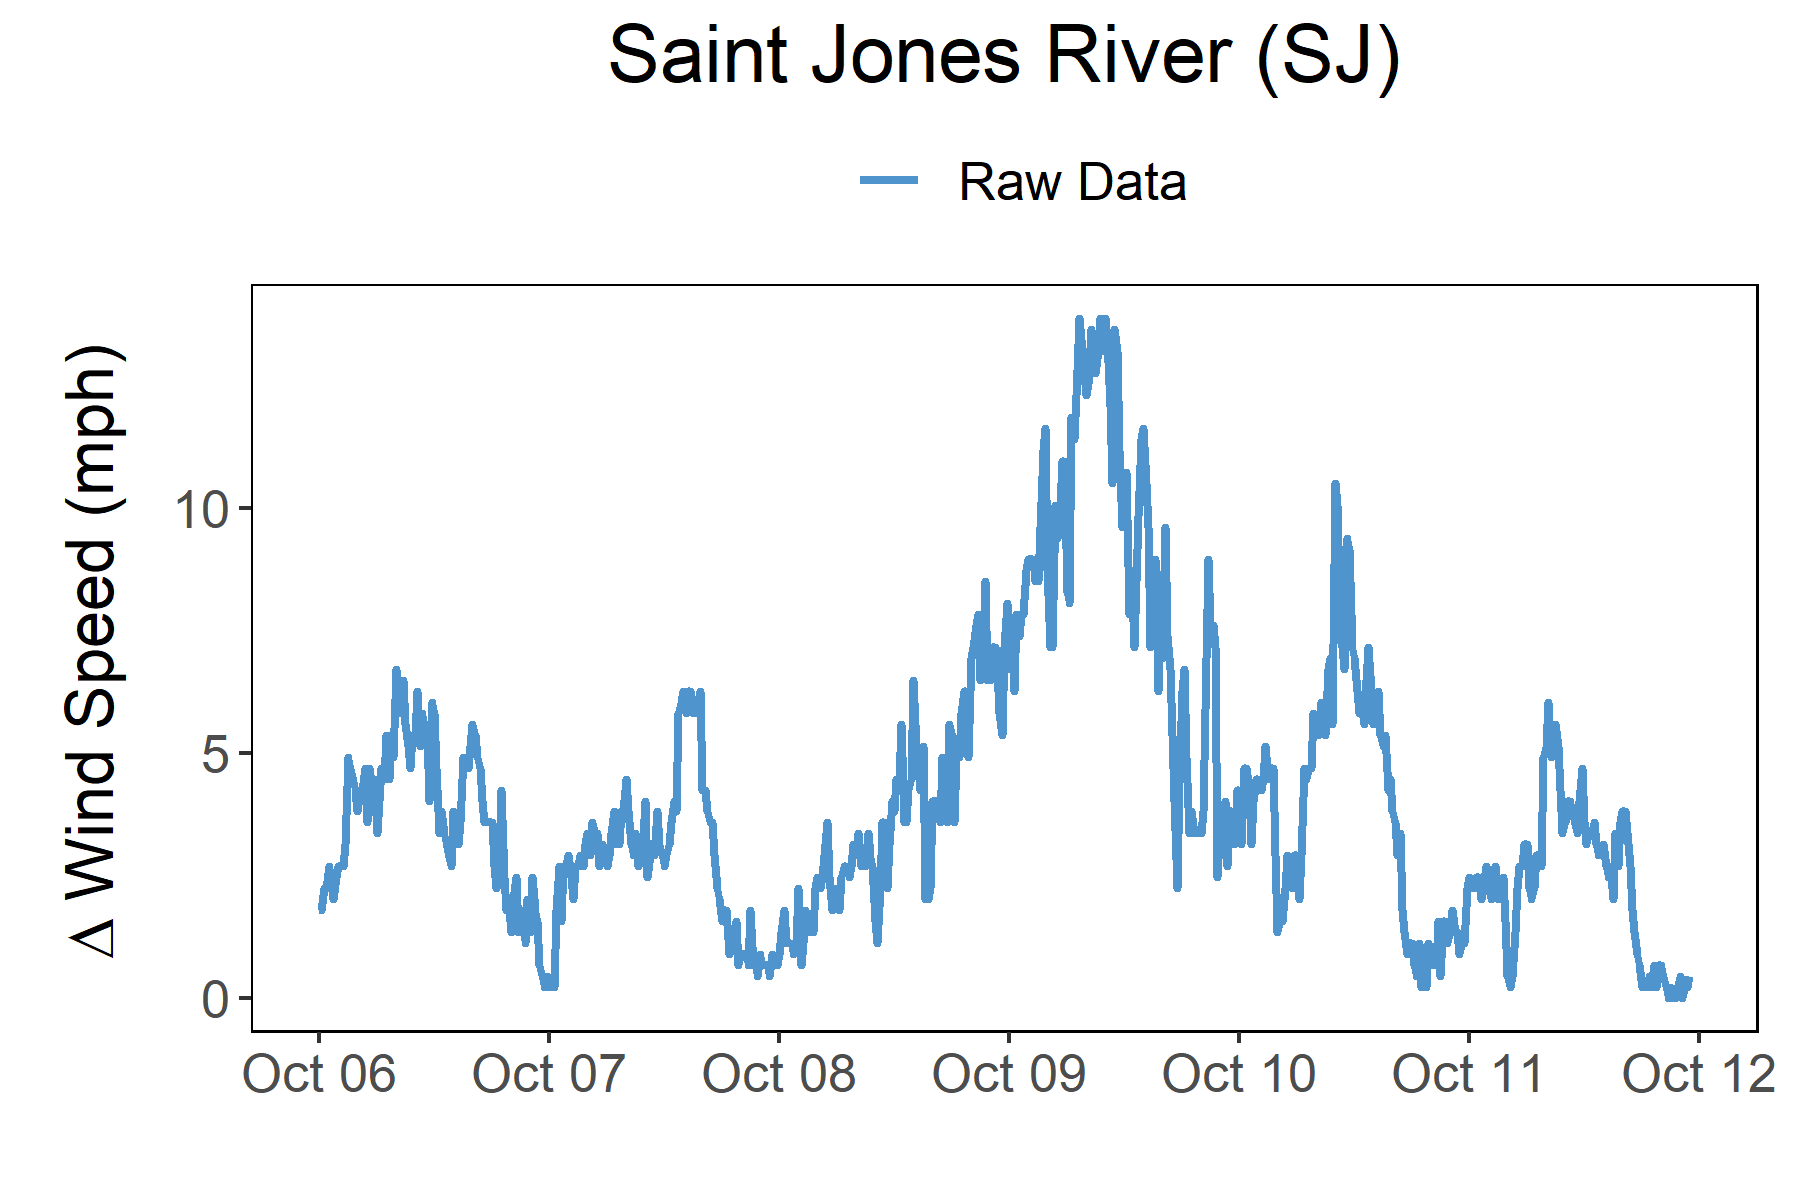 Saint Jones River (SJ)
Raw Data
Δ Wind Speed (mph)
10
5
0
Oct 06 Oct 07 Oct 08 Oct 09 Oct 10 Oct 11 Oct 12